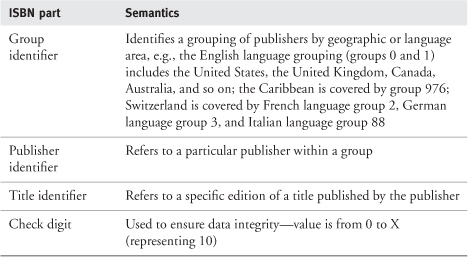 ISBN part Semantics
Group Identifies a grouping of publishers by geographic or language
identifier area, e.g., the English language grouping (groups 0 and 1)
includes the United States, the United Kingdom, Canada,
Australia, and so on; the Caribbean is covered by group 976;
Switzerland is covered by French language group 2, German
language group 3, and Italian language group 88
Publisher Refers to a particular publisher within a group
identifier
Title identifier Refers to a specific edition of a title published by the publisher
Check digit Used to ensure data integrity—value is from 0 to X
(representing 10)